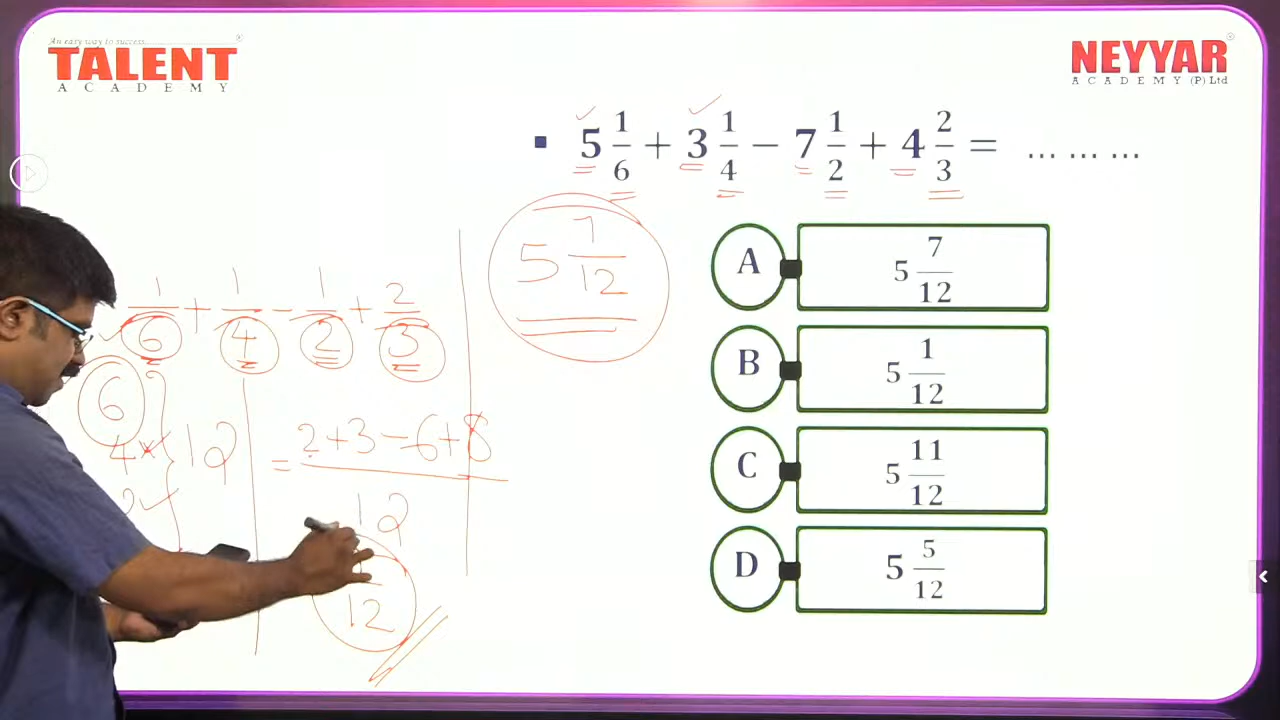 An easy way to success...
TALENT
ACADEMY
NEYYAR
ACADEMY (P) Ltd
▪ 5 1/6 + 3 1/4 − 7 1/2 + 4 2/3 = ... ... ...
5 7/12
A 5 7/12
B 5 1/12
C 5 11/12
D 5 5/12
1/6 + 1/4 - 1/2 + 2/3
6
4
2
12
= 2+3-6+8
12
12